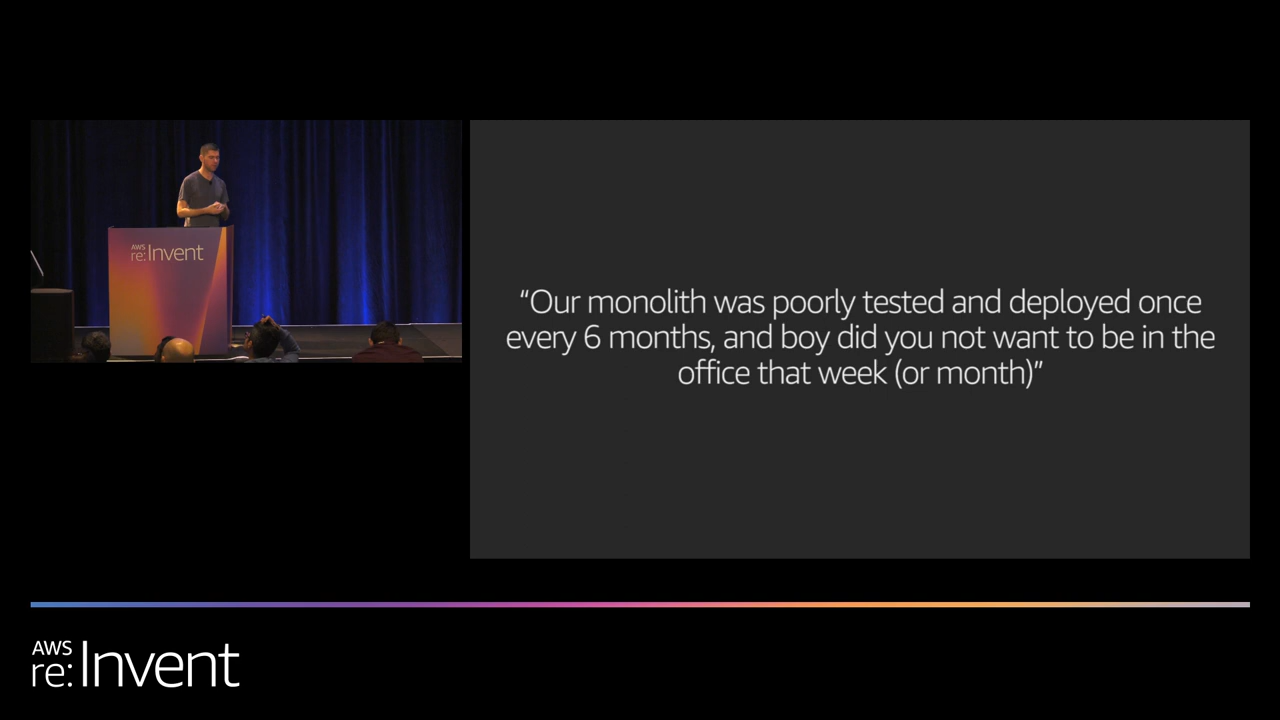 AWS
re:Invent
“Our monolith was poorly tested and deployed once
every 6 months, and boy did you not want to be in the
office that week (or month)”
AWS
re:Invent